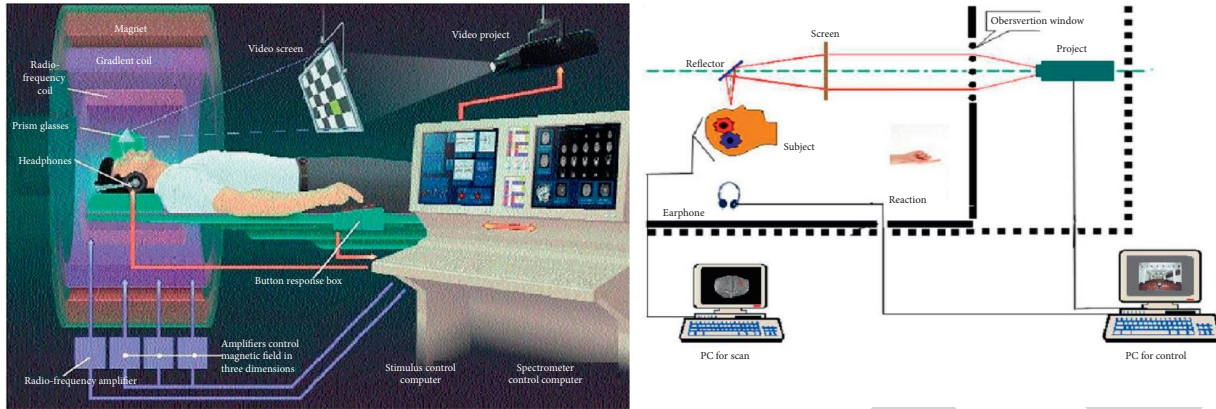 Magnet
Gradlent coil
Radio-
frequency
coil
Prism glasses
Headphones
Video screen
Video project
Button response box
Amplifiers control
magnetic field in
three dimensions
Radio-frequency amplifier
Stimulus control
computer
Spectrometer
control computer
Obersvertion window
Screen
Project
Reflector
Subject
Reaction
Earphone
PC for scan
PC for control